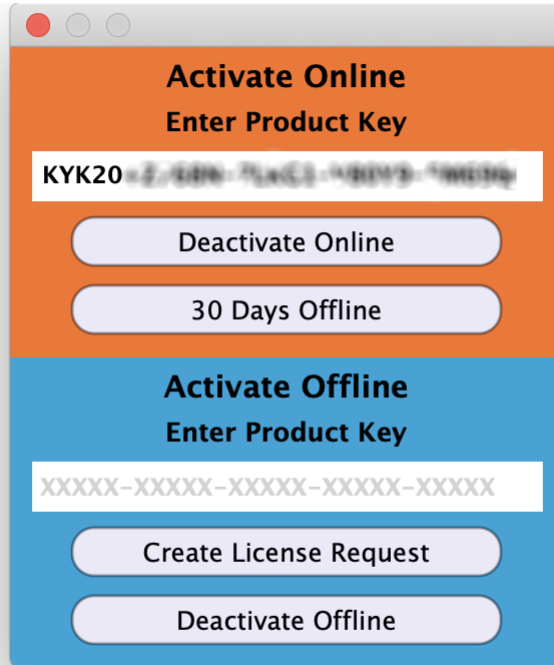 Activate Online
Enter Product Key
KYK20
Deactivate Online
30 Days Offline
Activate Offline
Enter Product Key
XXXXX-XXXXX-XXXXX-XXXXX-XXXXX
Create License Request
Deactivate Offline